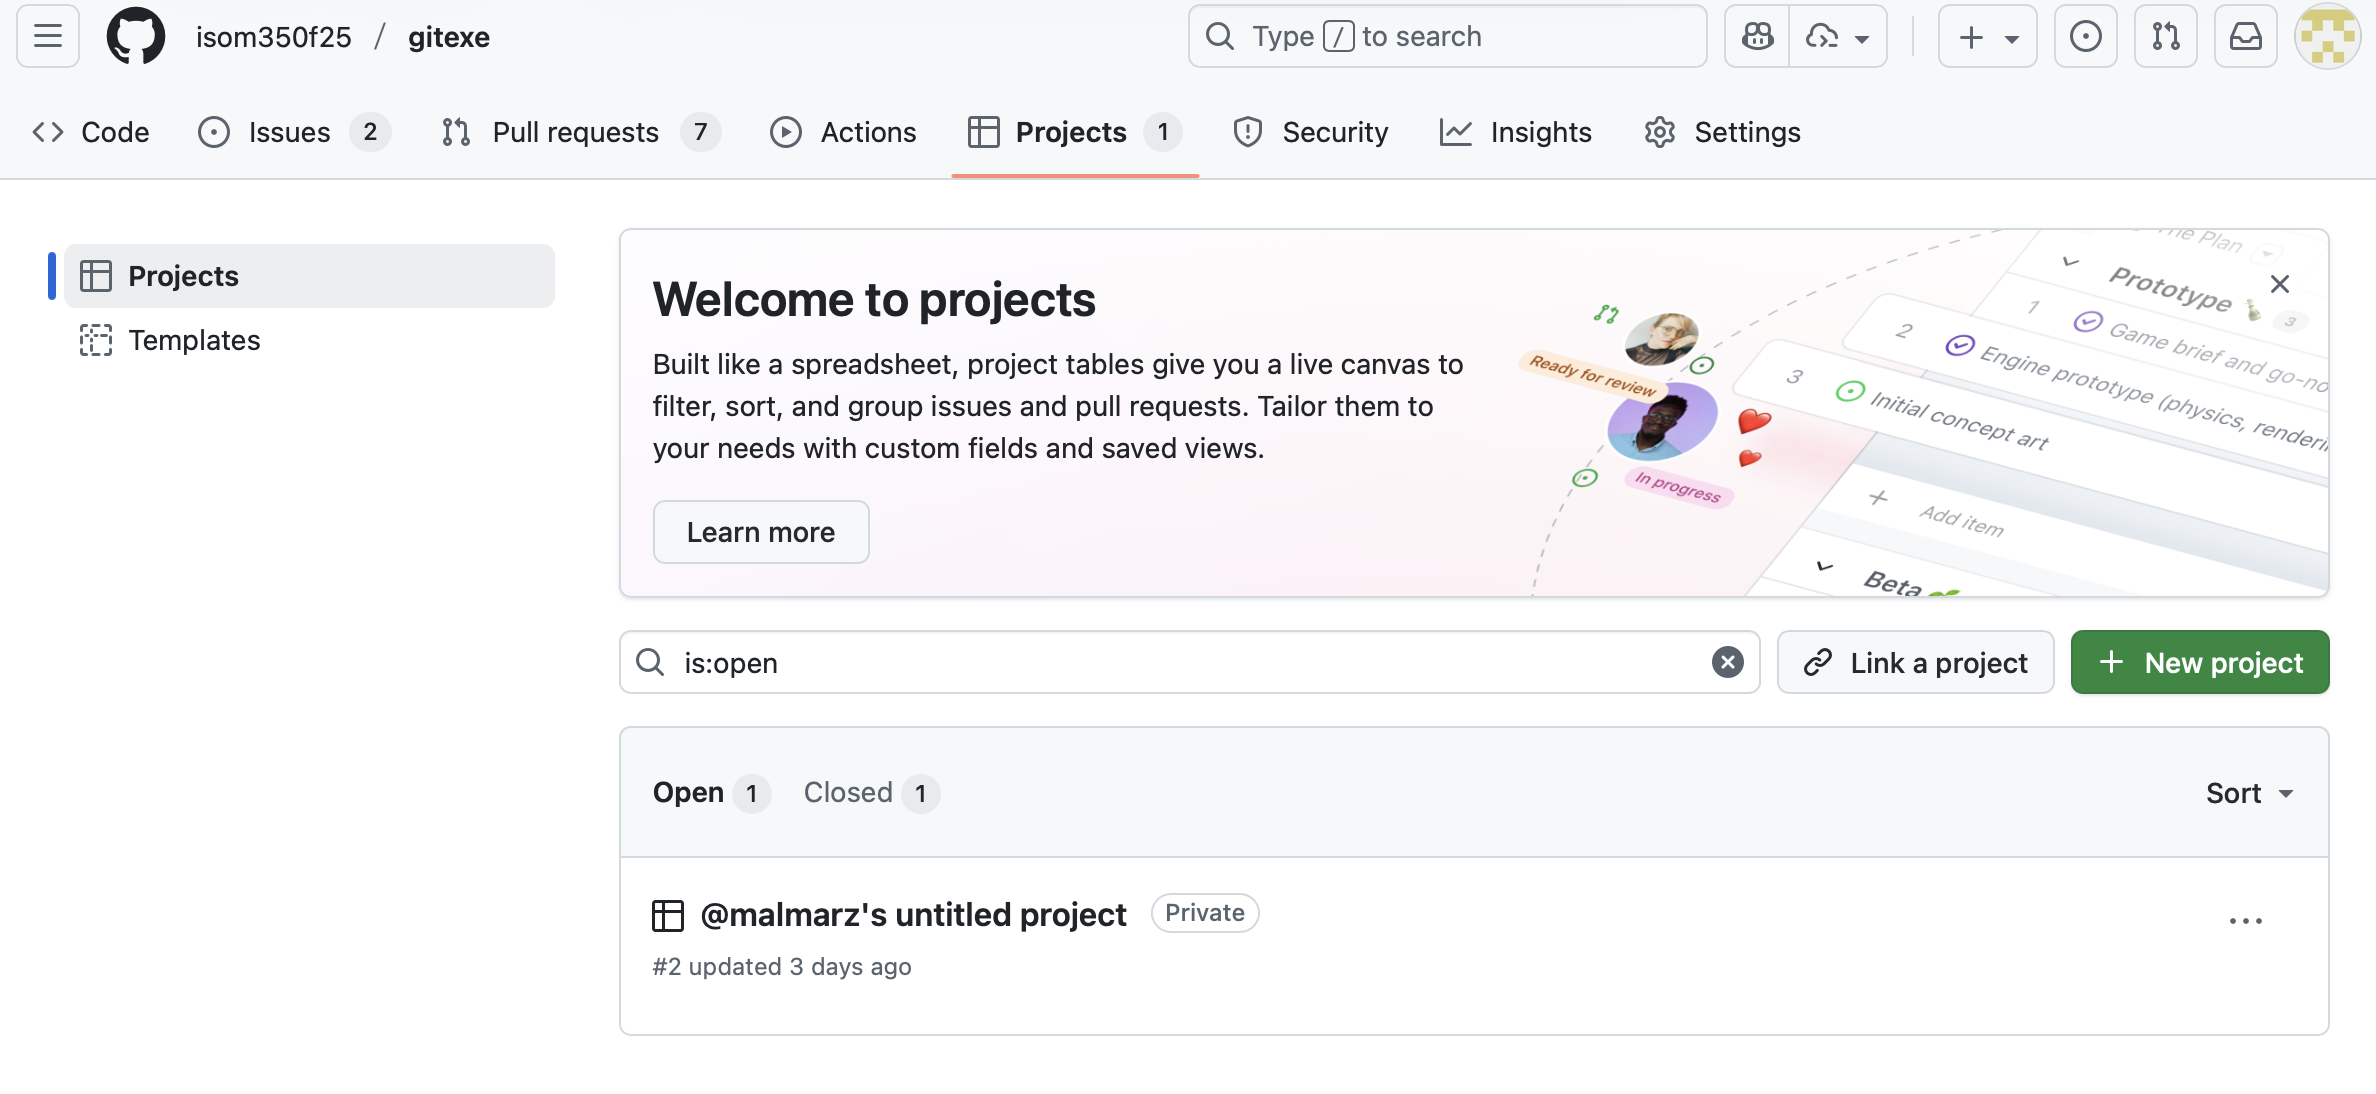 isom350f25 / gitexe
Type / to search
Code
Issues 2
Pull requests 7
Actions
Projects 1
Security
Insights
Settings
Projects
Templates
Welcome to projects
Built like a spreadsheet, project tables give you a live canvas to
filter, sort, and group issues and pull requests. Tailor them to
your needs with custom fields and saved views.
Learn more
The Plan
Prototype 3
1 Game brief and go-no
2 Engine prototype (physics, renderi
3 Initial concept art
Add item
Beta
Ready for review
In progress
is:open
Link a project
New project
Open 1
Closed 1
Sort
@malmarz's untitled project Private
#2 updated 3 days ago